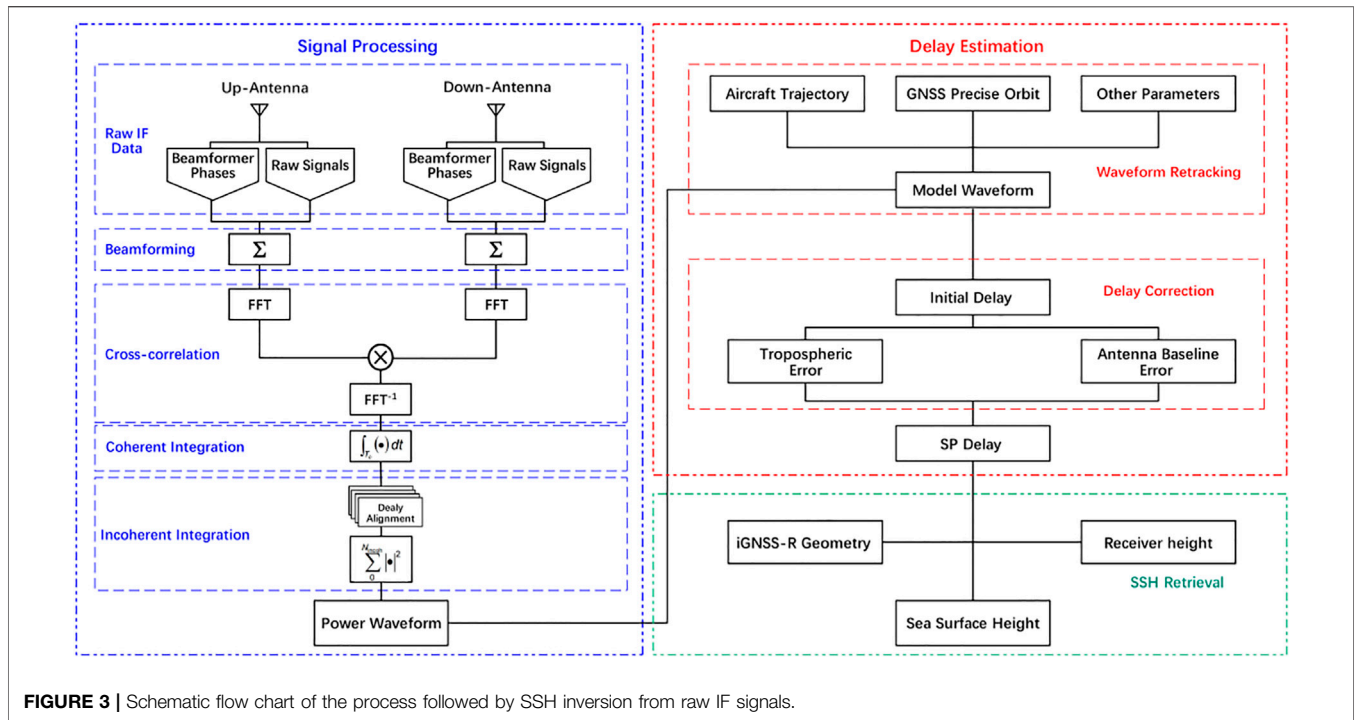 Signal Processing
Up-Antenna
Down-Antenna
Raw IF
Data
Beamformer
Phases
Raw Signals
Beamformer
Phases
Raw Signals
Beamforming
Σ
Σ
FFT
FFT
Cross-correlation
FFT⁻¹
Coherent Integration
∫_{T_c} (•) dt
Incoherent Integration
Dealy
Alignment
∑ |•|²
0
Power Waveform
Delay Estimation
Aircraft Trajectory
GNSS Precise Orbit
Other Parameters
Waveform Retracking
Model Waveform
Initial Delay
Delay Correction
Tropospheric
Error
Antenna Baseline
Error
SP Delay
iGNSS-R Geometry
Receiver height
SSH Retrieval
Sea Surface Height
FIGURE 3 | Schematic flow chart of the process followed by SSH inversion from raw IF signals.